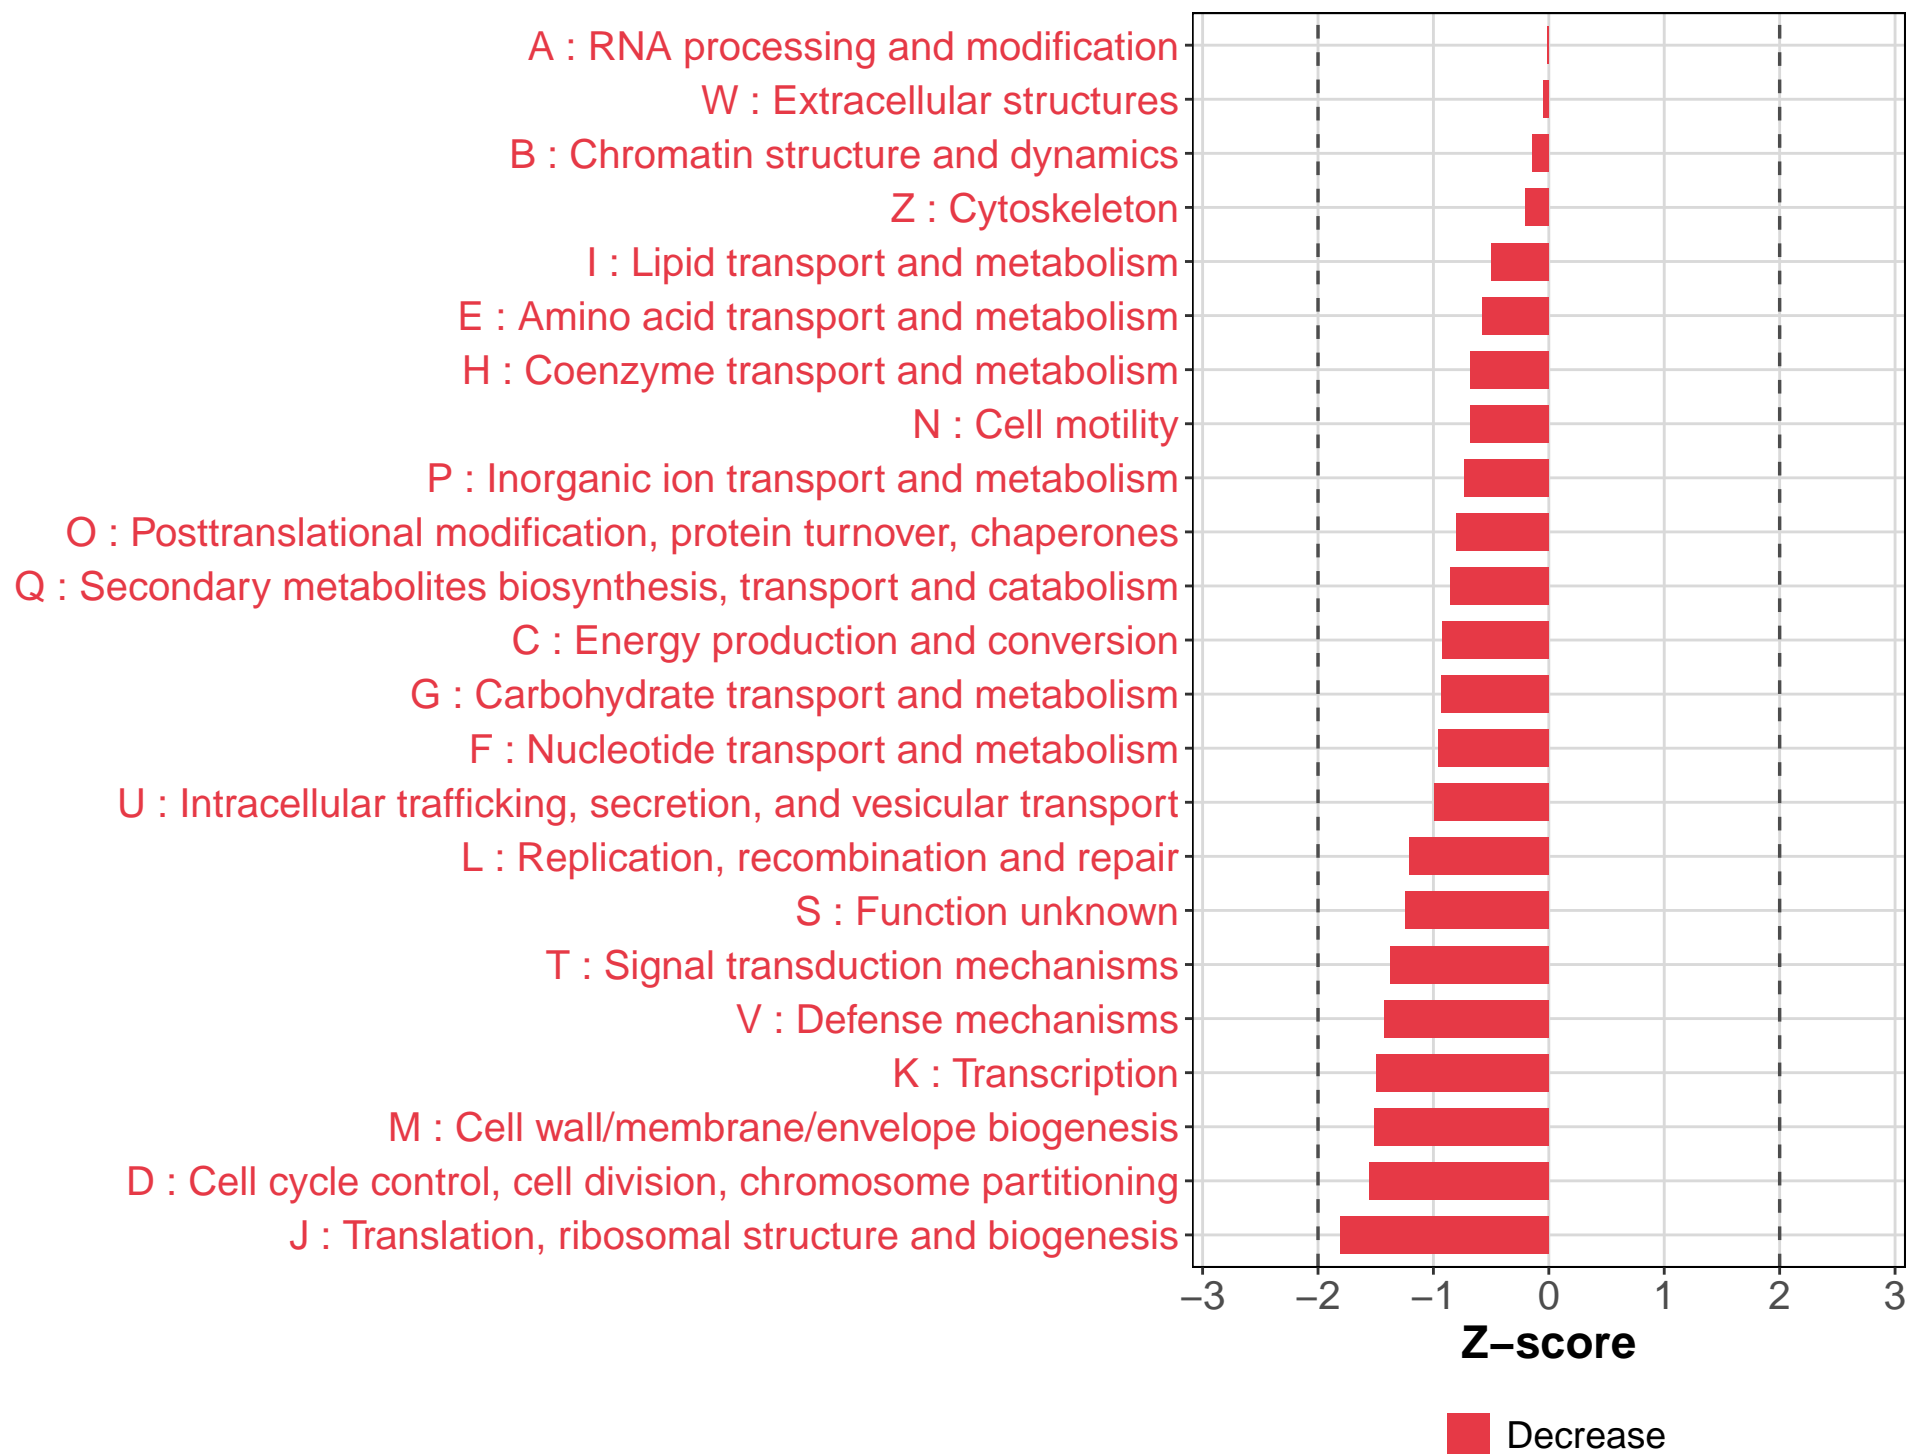 A : RNA processing and modification
W : Extracellular structures
B : Chromatin structure and dynamics
Z : Cytoskeleton
I : Lipid transport and metabolism
E : Amino acid transport and metabolism
H : Coenzyme transport and metabolism
N : Cell motility
P : Inorganic ion transport and metabolism
O : Posttranslational modification, protein turnover, chaperones
Q : Secondary metabolites biosynthesis, transport and catabolism
C : Energy production and conversion
G : Carbohydrate transport and metabolism
F : Nucleotide transport and metabolism
U : Intracellular trafficking, secretion, and vesicular transport
L : Replication, recombination and repair
S : Function unknown
T : Signal transduction mechanisms
V : Defense mechanisms
K : Transcription
M : Cell wall/membrane/envelope biogenesis
D : Cell cycle control, cell division, chromosome partitioning
J : Translation, ribosomal structure and biogenesis
−3 −2 −1 0 1 2 3
Z−score
Decrease